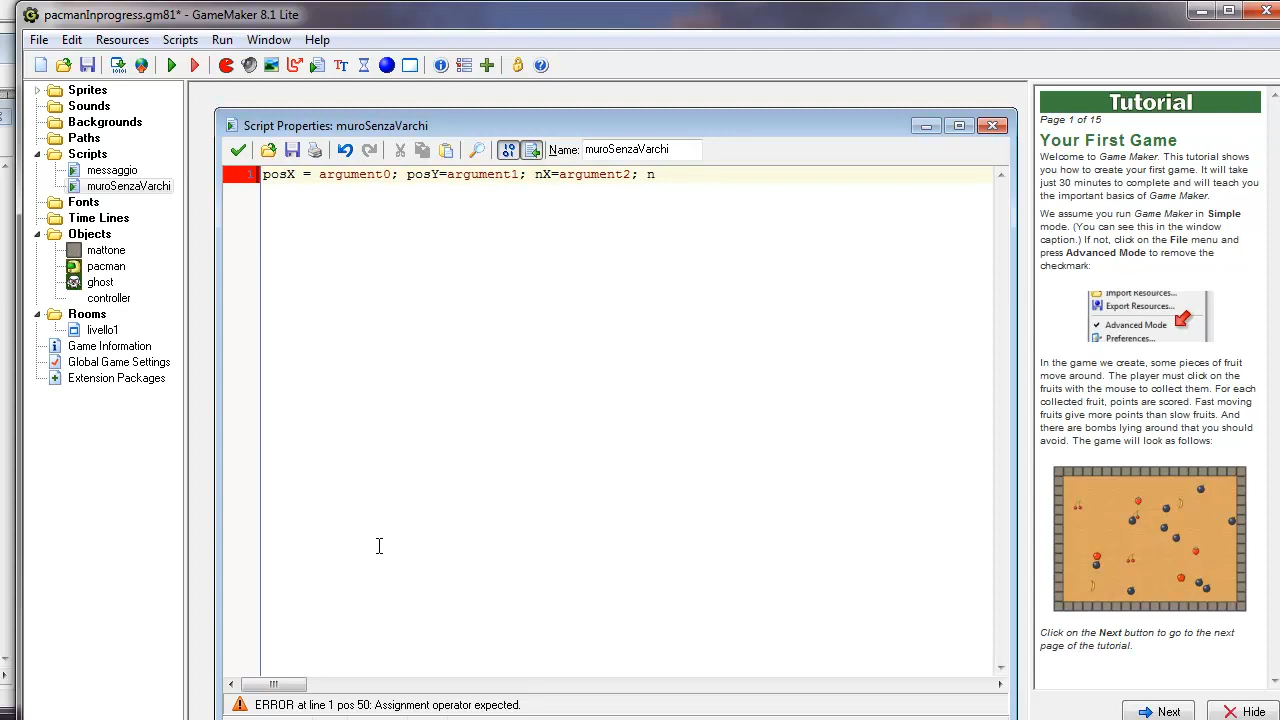 pacmanInprogress.gm81* - GameMaker 8.1 Lite
File Edit Resources Scripts Run Window Help
Sprites
Sounds
Backgrounds
Paths
Scripts
messaggio
muroSenzaVarchi
Fonts
Time Lines
Objects
mattone
pacman
ghost
controller
Rooms
livello1
Game Information
Global Game Settings
Extension Packages
Script Properties: muroSenzaVarchi
Name: muroSenzaVarchi
1 posX = argument0; posY=argument1; nX=argument2; n
ERROR at line 1 pos 50: Assignment operator expected.
Tutorial
Page 1 of 15
Your First Game
Welcome to Game Maker. This tutorial shows
you how to create your first game. It will take
just 30 minutes to complete and will teach you
the important basics of Game Maker.
We assume you run Game Maker in Simple
mode. (You can see this in the window
caption.) If not, click on the File menu and
press Advanced Mode to remove the
checkmark:
Import Resources...
Export Resources...
Advanced Mode
Preferences...
In the game we create, some pieces of fruit
move around. The player must click on the
fruits with the mouse to collect them. For each
collected fruit, points are scored. Fast moving
fruits give more points than slow fruits. And
there are bombs lying around that you should
avoid. The game will look as follows:
Click on the Next button to go to the next
page of the tutorial.
Next Hide